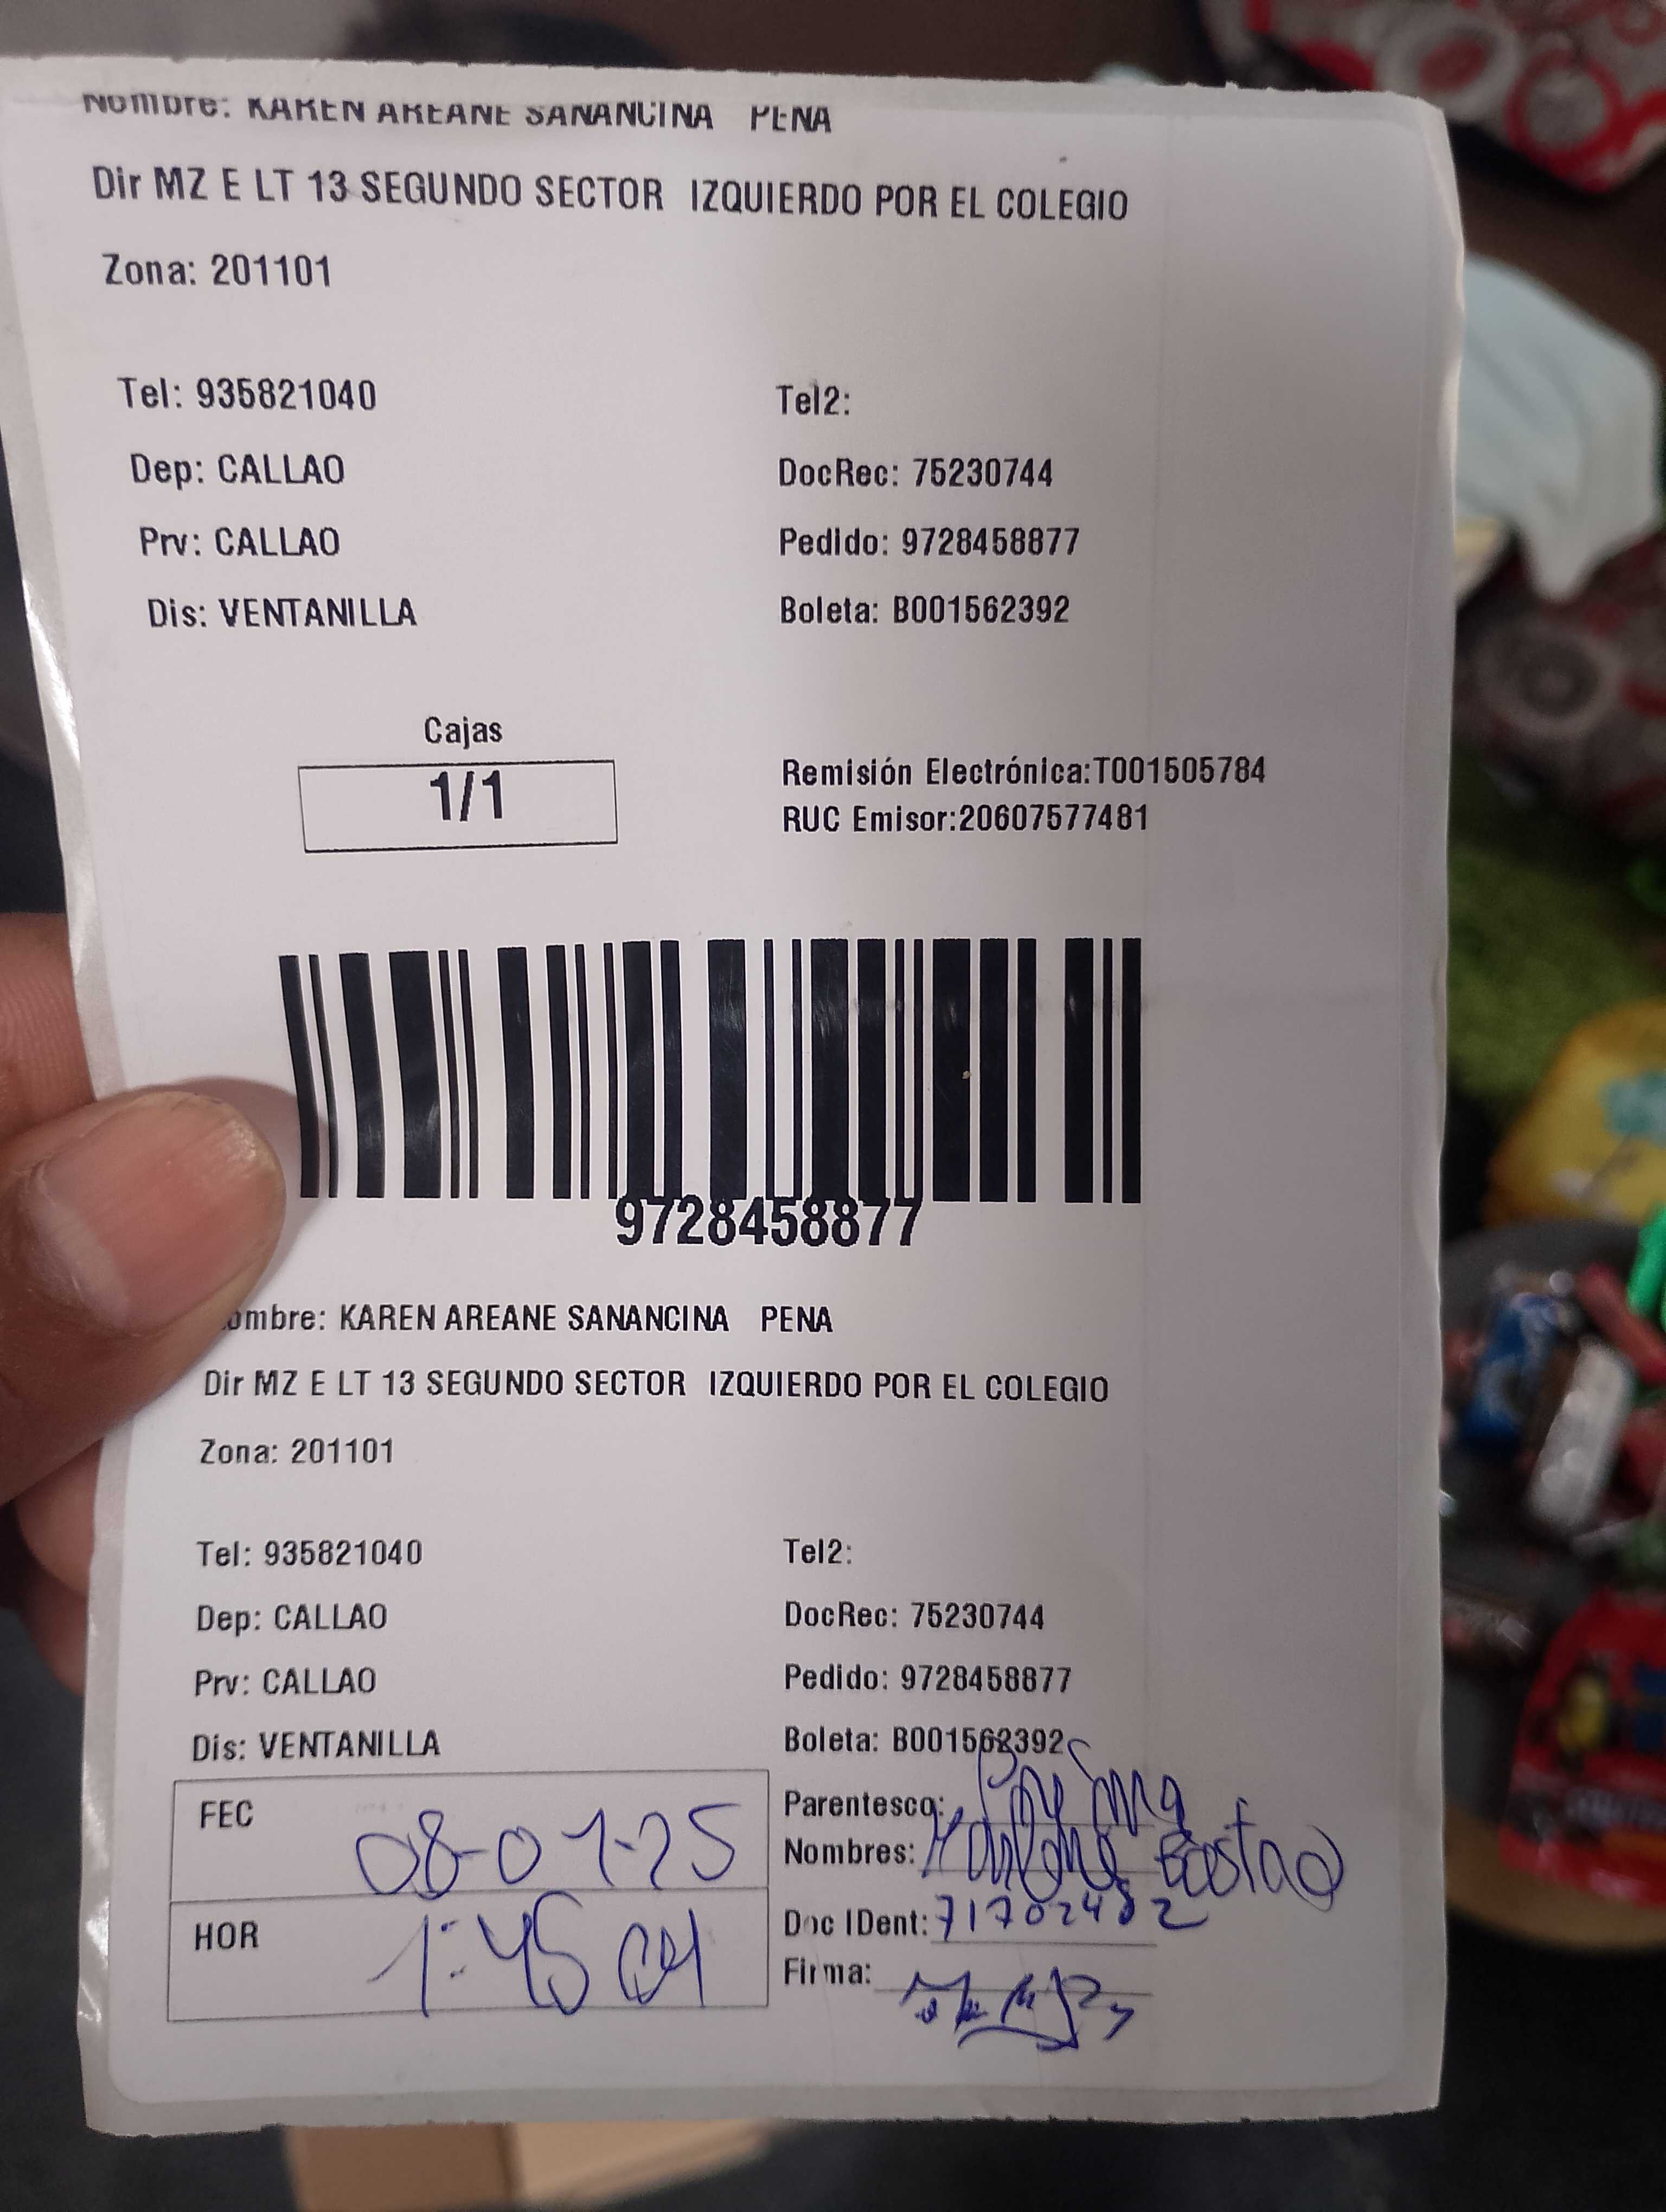 Nombre: KAREN AREANE SANANCINA PENA
Dir MZ E LT 13 SEGUNDO SECTOR IZQUIERDO POR EL COLEGIO
Zona: 201101
Tel: 935821040 Tel2:
Dep: CALLAO DocRec: 75230744
Prv: CALLAO Pedido: 9728458877
Dis: VENTANILLA Boleta: B001562392
Cajas
1/1
Remisión Electrónica:T001505784
RUC Emisor:20607577481
9728458877
ombre: KAREN AREANE SANANCINA PENA
Dir MZ E LT 13 SEGUNDO SECTOR IZQUIERDO POR EL COLEGIO
Zona: 201101
Tel: 935821040 Tel2:
Dep: CALLAO DocRec: 75230744
Prv: CALLAO Pedido: 9728458877
Dis: VENTANILLA Boleta: B001562392
FEC 08-01-25
Parentesco:
Nombres:
HOR 1:45
Doc IDent: 71702482
Firma: